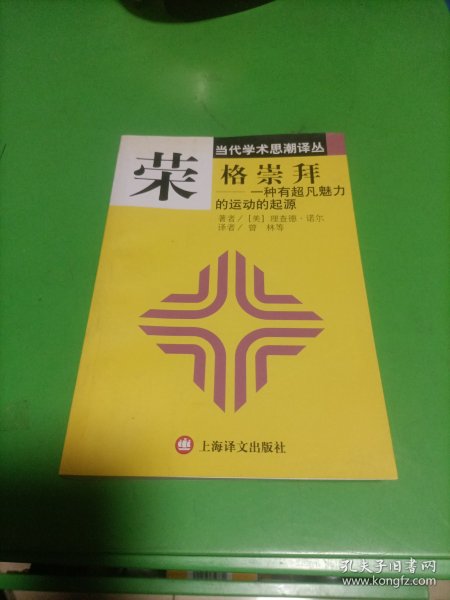 当代学术思潮译丛
荣格崇拜
——一种有超凡魅力
的运动的起源
著者／[美]理查德·诺尔
译者／曾 林等
上海译文出版社
孔夫子旧书网
www.kongfz.com